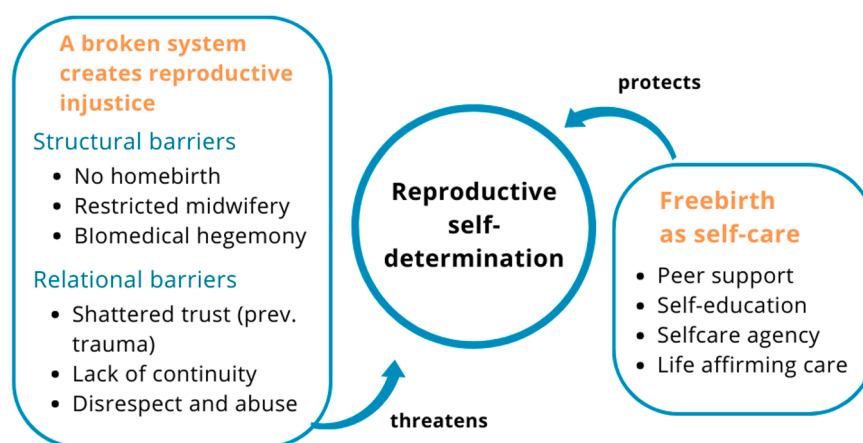 A broken system
creates reproductive
injustice
Structural barriers
• No homebirth
• Restricted midwifery
• BIomedical hegemony
Relational barriers
• Shattered trust (prev.
trauma)
• Lack of continuity
• Disrespect and abuse
threatens
Reproductive
self-
determination
protects
Freebirth
as self-care
• Peer support
• Self-education
• Selfcare agency
• Life affirming care